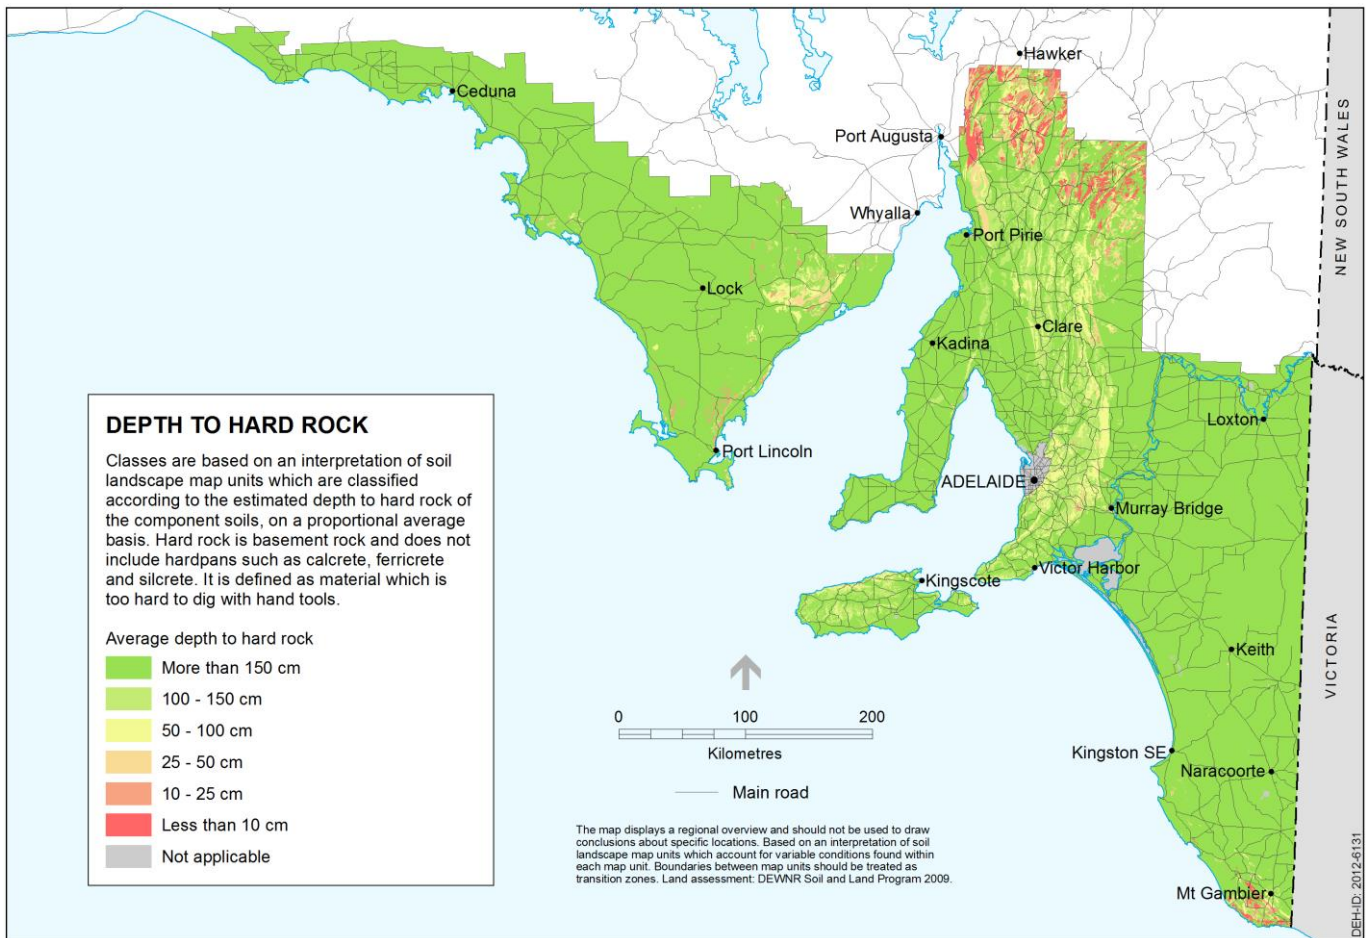 Hawker
Ceduna
Port Augusta
Whyalla
Port Pirie
Lock
Clare
Kadina
Loxton
Port Lincoln
ADELAIDE
Murray Bridge
Victor Harbor
Kingscote
Keith
Kingston SE
Naracoorte
Mt Gambier
NEW SOUTH WALES
VICTORIA
DEPTH TO HARD ROCK
Classes are based on an interpretation of soil
landscape map units which are classified
according to the estimated depth to hard rock of
the component soils, on a proportional average
basis. Hard rock is basement rock and does not
include hardpans such as calcrete, ferricrete
and silcrete. It is defined as material which is
too hard to dig with hand tools.
Average depth to hard rock
More than 150 cm
100 - 150 cm
50 - 100 cm
25 - 50 cm
10 - 25 cm
Less than 10 cm
Not applicable
0 100 200
Kilometres
Main road
The map displays a regional overview and should not be used to draw
conclusions about specific locations. Based on an interpretation of soil
landscape map units which account for variable conditions found within
each map unit. Boundaries between map units should be treated as
transition zones. Land assessment: DEWNR Soil and Land Program 2009.
DEH-ID: 2012-6131